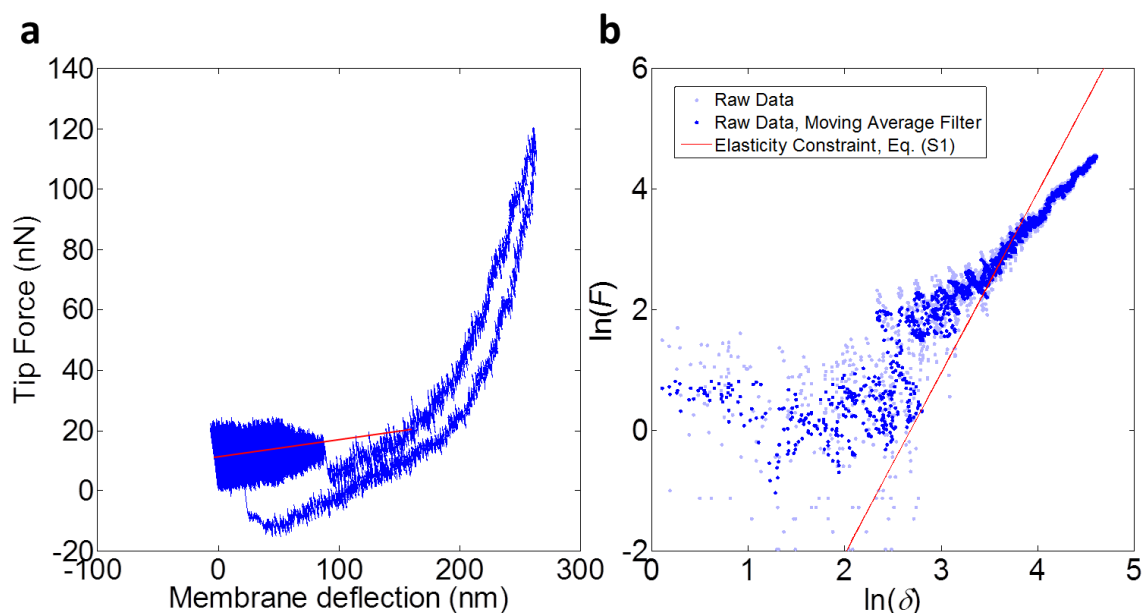 a
140
120
100
80
60
40
20
0
-20
Tip Force (nN)
-100
0
100
200
300
Membrane deflection (nm)
b
6
4
2
0
-2
ln(F)
Raw Data
Raw Data, Moving Average Filter
Elasticity Constraint, Eq. (S1)
0
1
2
3
4
5
ln(δ)